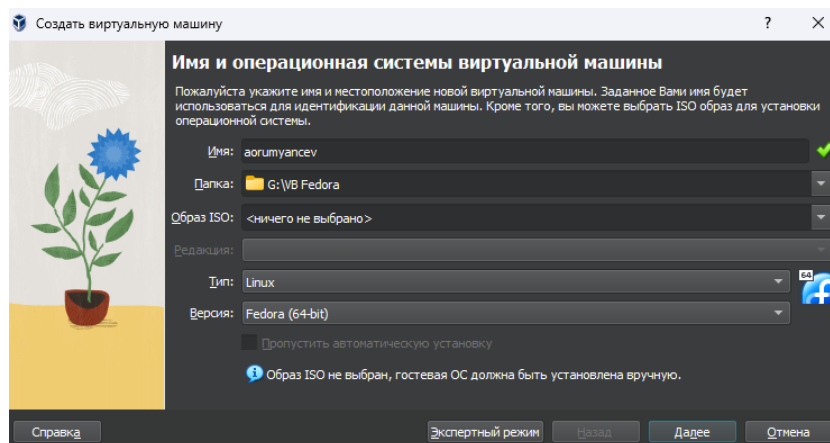 Создать виртуальную машину
Имя и операционная системы виртуальной машины
Пожалуйста укажите имя и местоположение новой виртуальной машины. Заданное Вами имя будет
использоваться для идентификации данной машины. Кроме того, вы можете выбрать ISO образ для установки
операционной системы.
Имя: aorumyancev
Папка: G:\VB Fedora
Образ ISO: <ничего не выбрано>
Редакция:
Тип: Linux
64
Версия: Fedora (64-bit)
Пропустить автоматическую установку
Образ ISO не выбран, гостевая ОС должна быть установлена вручную.
Справка Экспертный режим Назад Далее Отмена